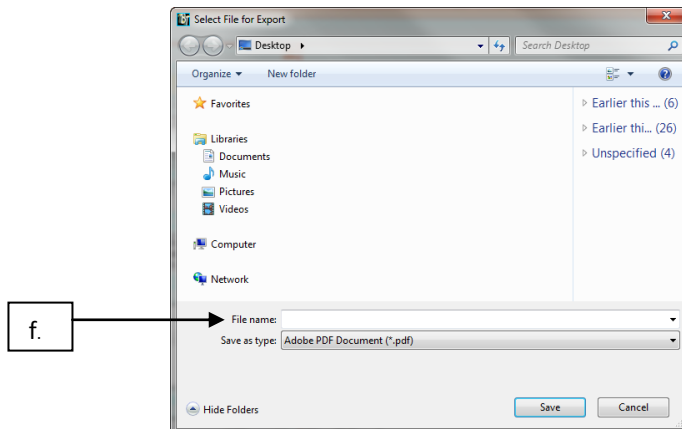 Select File for Export
Desktop
Search Desktop
Organize
New folder
Favorites
Libraries
Documents
Music
Pictures
Videos
Computer
Network
Earlier this ... (6)
Earlier thi... (26)
Unspecified (4)
f.
File name:
Save as type: Adobe PDF Document (*.pdf)
Hide Folders
Save
Cancel